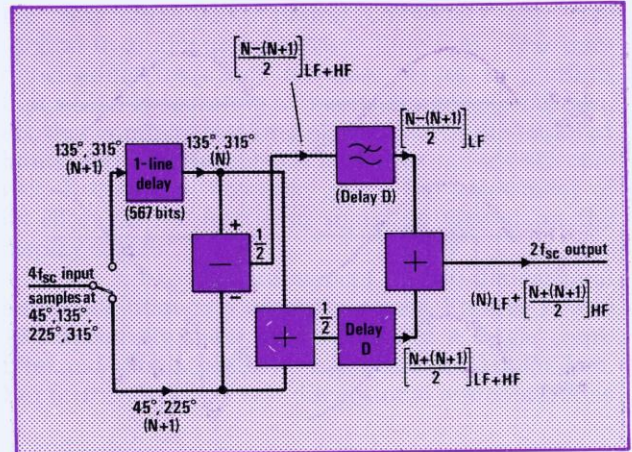 [N–(N+1) / 2] LF+HF
[N–(N+1) / 2] LF
135°, 315°
(N+1)
1-line
delay
(567 bits)
135°, 315°
(N)
+
−
−
1/2
(Delay D)
+
4fsc input
samples at
45°,135°,
225°,315°
+
1/2
Delay
D
2fsc output
(N)LF + [N+(N+1) / 2] HF
[N+(N+1) / 2] LF+HF
45°, 225°
(N+1)